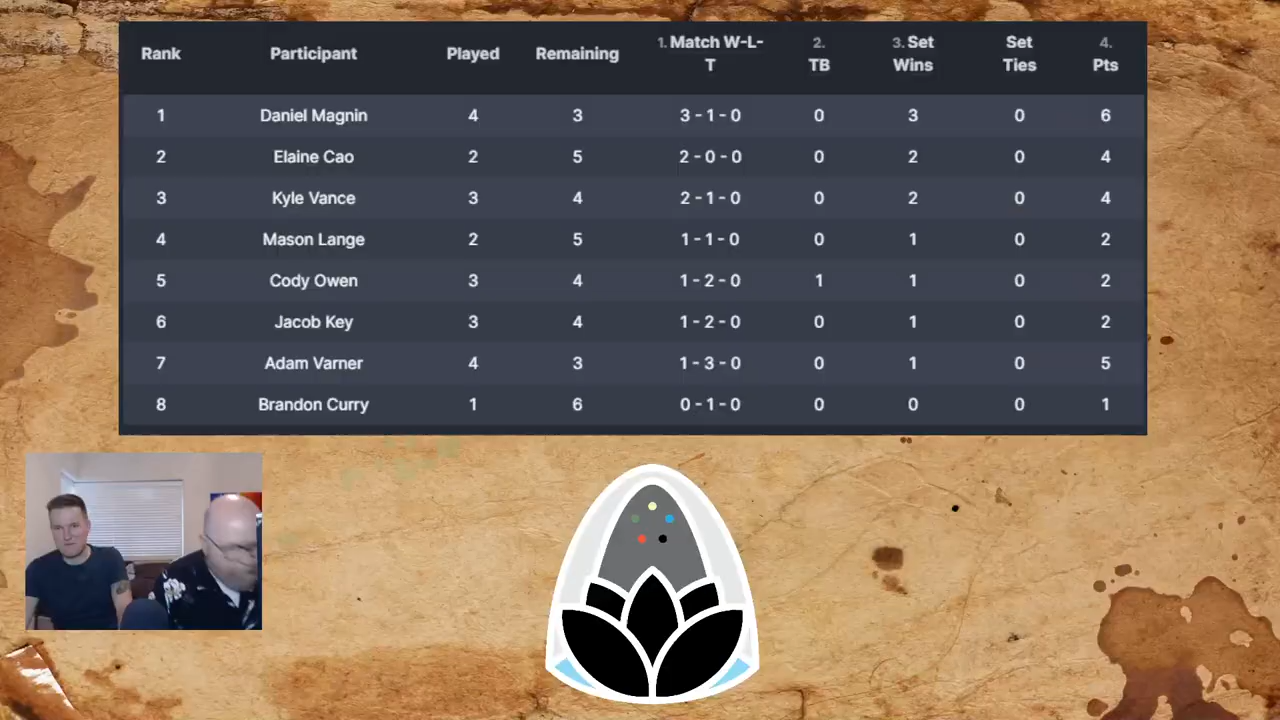 Rank Participant Played Remaining 1. Match W-L-T 2. TB 3. Set Wins Set Ties 4. Pts
1 Daniel Magnin 4 3 3 - 1 - 0 0 3 0 6
2 Elaine Cao 2 5 2 - 0 - 0 0 2 0 4
3 Kyle Vance 3 4 2 - 1 - 0 0 2 0 4
4 Mason Lange 2 5 1 - 1 - 0 0 1 0 2
5 Cody Owen 3 4 1 - 2 - 0 1 1 0 2
6 Jacob Key 3 4 1 - 2 - 0 0 1 0 2
7 Adam Varner 4 3 1 - 3 - 0 0 1 0 5
8 Brandon Curry 1 6 0 - 1 - 0 0 0 0 1